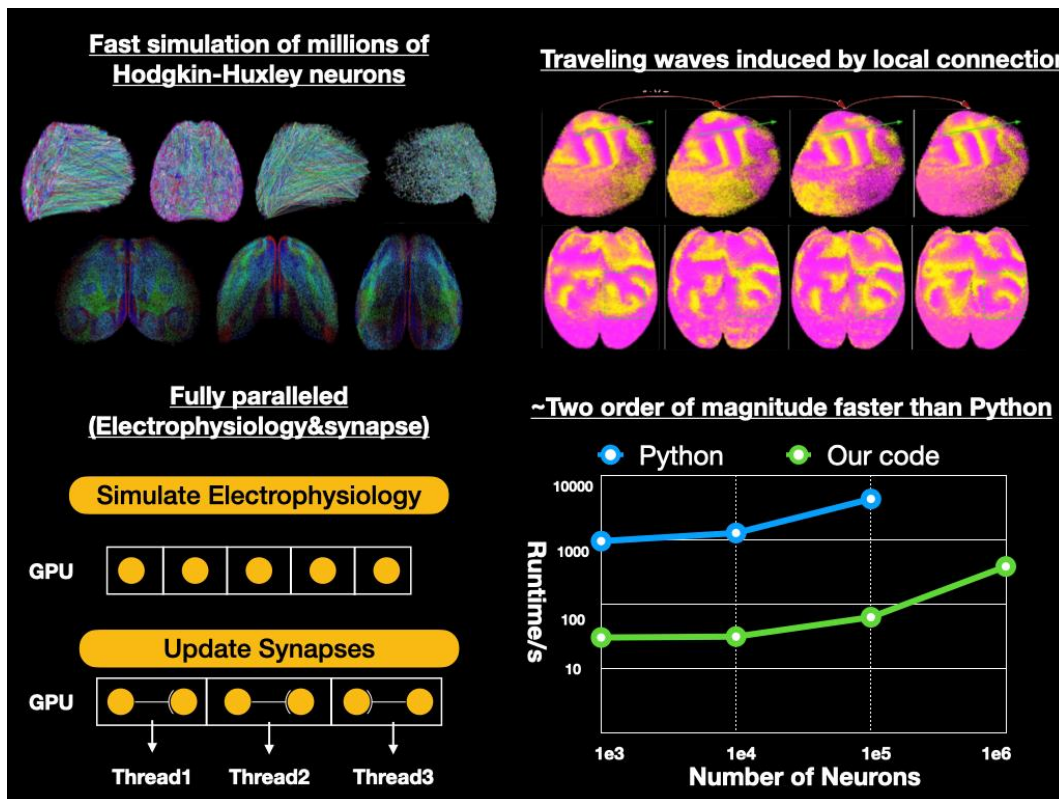 Fast simulation of millions of
Hodgkin-Huxley neurons
Traveling waves induced by local connection
Fully paralleled
(Electrophysiology&synapse)
Simulate Electrophysiology
GPU
Update Synapses
GPU
Thread1 Thread2 Thread3
~Two order of magnitude faster than Python
Python Our code
10000
1000
100
10
Runtime/s
1e3 1e4 1e5 1e6
Number of Neurons